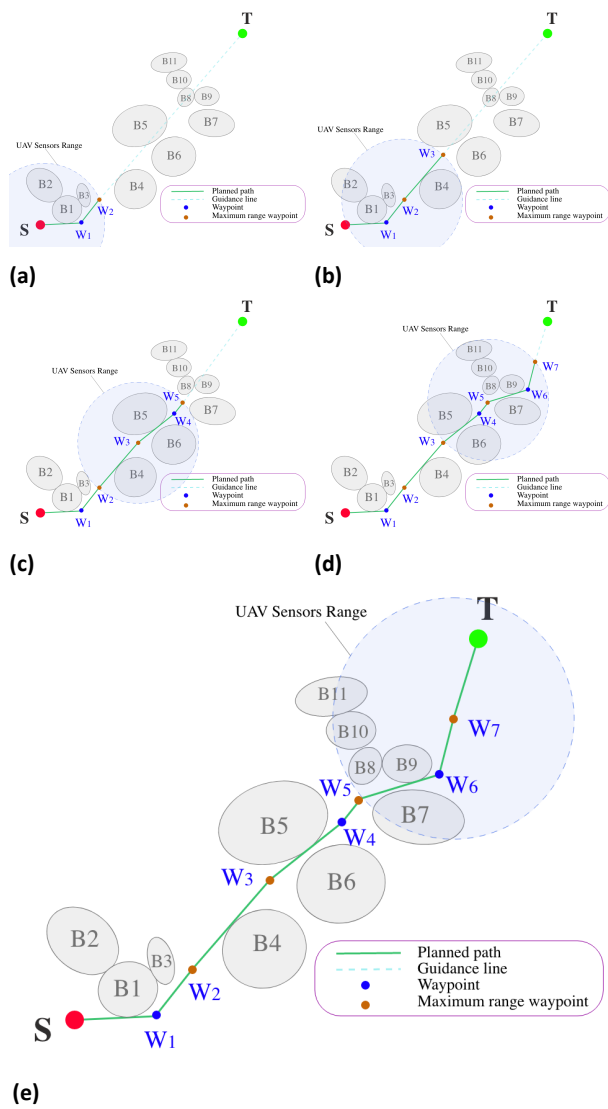 T
B11
B10
B8
B9
B5
B7
UAV Sensors Range
B6
B2
B3
B4
B1
W2
S
W1
Planned path
Guidance line
Waypoint
Maximum range waypoint
(a)
T
B11
B10
B8
B9
B5
B7
UAV Sensors Range
W3
B6
B2
B3
B4
B1
W2
S
W1
Planned path
Guidance line
Waypoint
Maximum range waypoint
(b)
T
B11
UAV Sensors Range
B10
B8
B9
W5
B5
B7
W4
W3
B6
B2
B4
B3
B1
W2
S
W1
Planned path
Guidance line
Waypoint
Maximum range waypoint
(c)
T
UAV Sensors Range
B11
W7
B10
B8
B9
W5
W6
B5
B7
W4
W3
B6
B2
B4
B3
B1
W2
S
W1
Planned path
Guidance line
Waypoint
Maximum range waypoint
(d)
T
UAV Sensors Range
B11
B10
W7
B8
B9
W5
W6
B7
B5
W4
W3
B6
B2
B3
B4
B1
W2
S
W1
Planned path
Guidance line
Waypoint
Maximum range waypoint
(e)